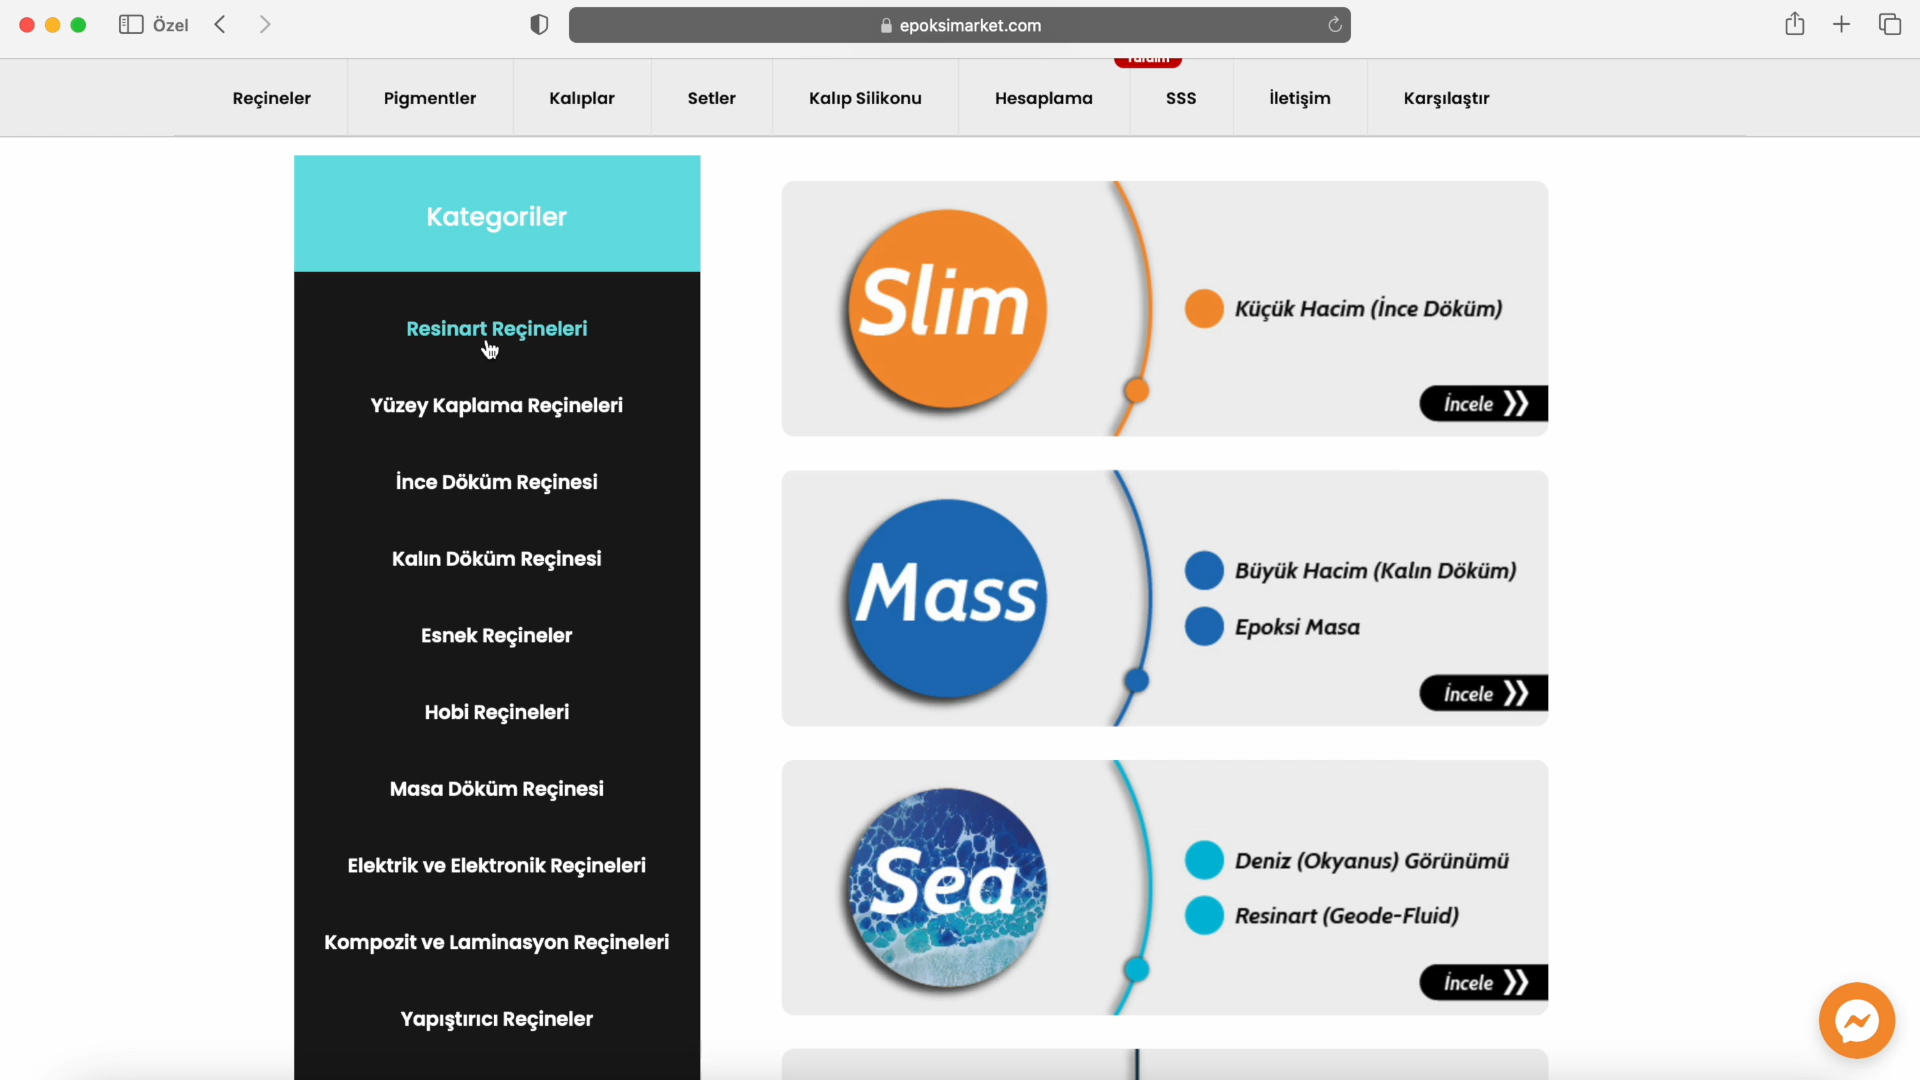 Özel
epoksimarket.com
Yardım
Reçineler
Pigmentler
Kalıplar
Setler
Kalıp Silikonu
Hesaplama
SSS
İletişim
Karşılaştır
Kategoriler
Resinart Reçineleri
Yüzey Kaplama Reçineleri
İnce Döküm Reçinesi
Kalın Döküm Reçinesi
Esnek Reçineler
Hobi Reçineleri
Masa Döküm Reçinesi
Elektrik ve Elektronik Reçineleri
Kompozit ve Laminasyon Reçineleri
Yapıştırıcı Reçineler
Slim
Küçük Hacim (İnce Döküm)
İncele
Mass
Büyük Hacim (Kalın Döküm)
Epoksi Masa
İncele
Sea
Deniz (Okyanus) Görünümü
Resinart (Geode-Fluid)
İncele